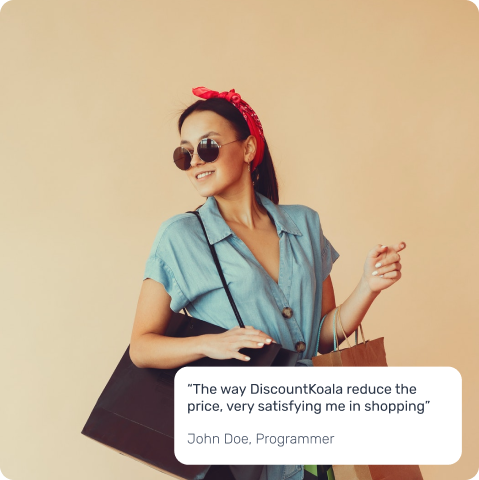 "The way DiscountKoala reduce the
price, very satisfying me in shopping"
John Doe, Programmer